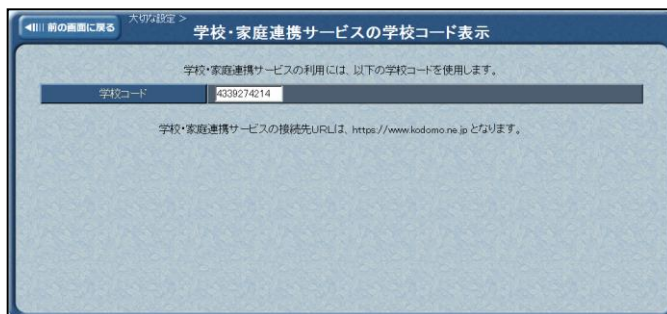 前の画面に戻る
大切な設定 >
学校・家庭連携サービスの学校コード表示
学校・家庭連携サービスの利用には、以下の学校コードを使用します。
学校コード 4339274214
学校・家庭連携サービスの接続先URLは、https://www.kodomo.ne.jp となります。